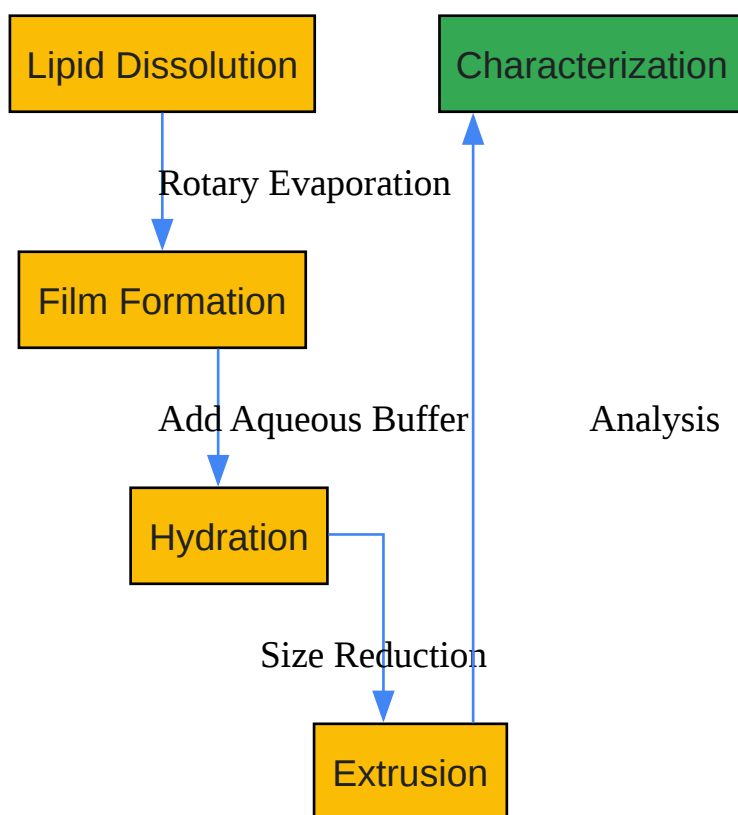 Lipid Dissolution
Characterization
Rotary Evaporation
Film Formation
Add Aqueous Buffer
Analysis
Hydration
Size Reduction
Extrusion